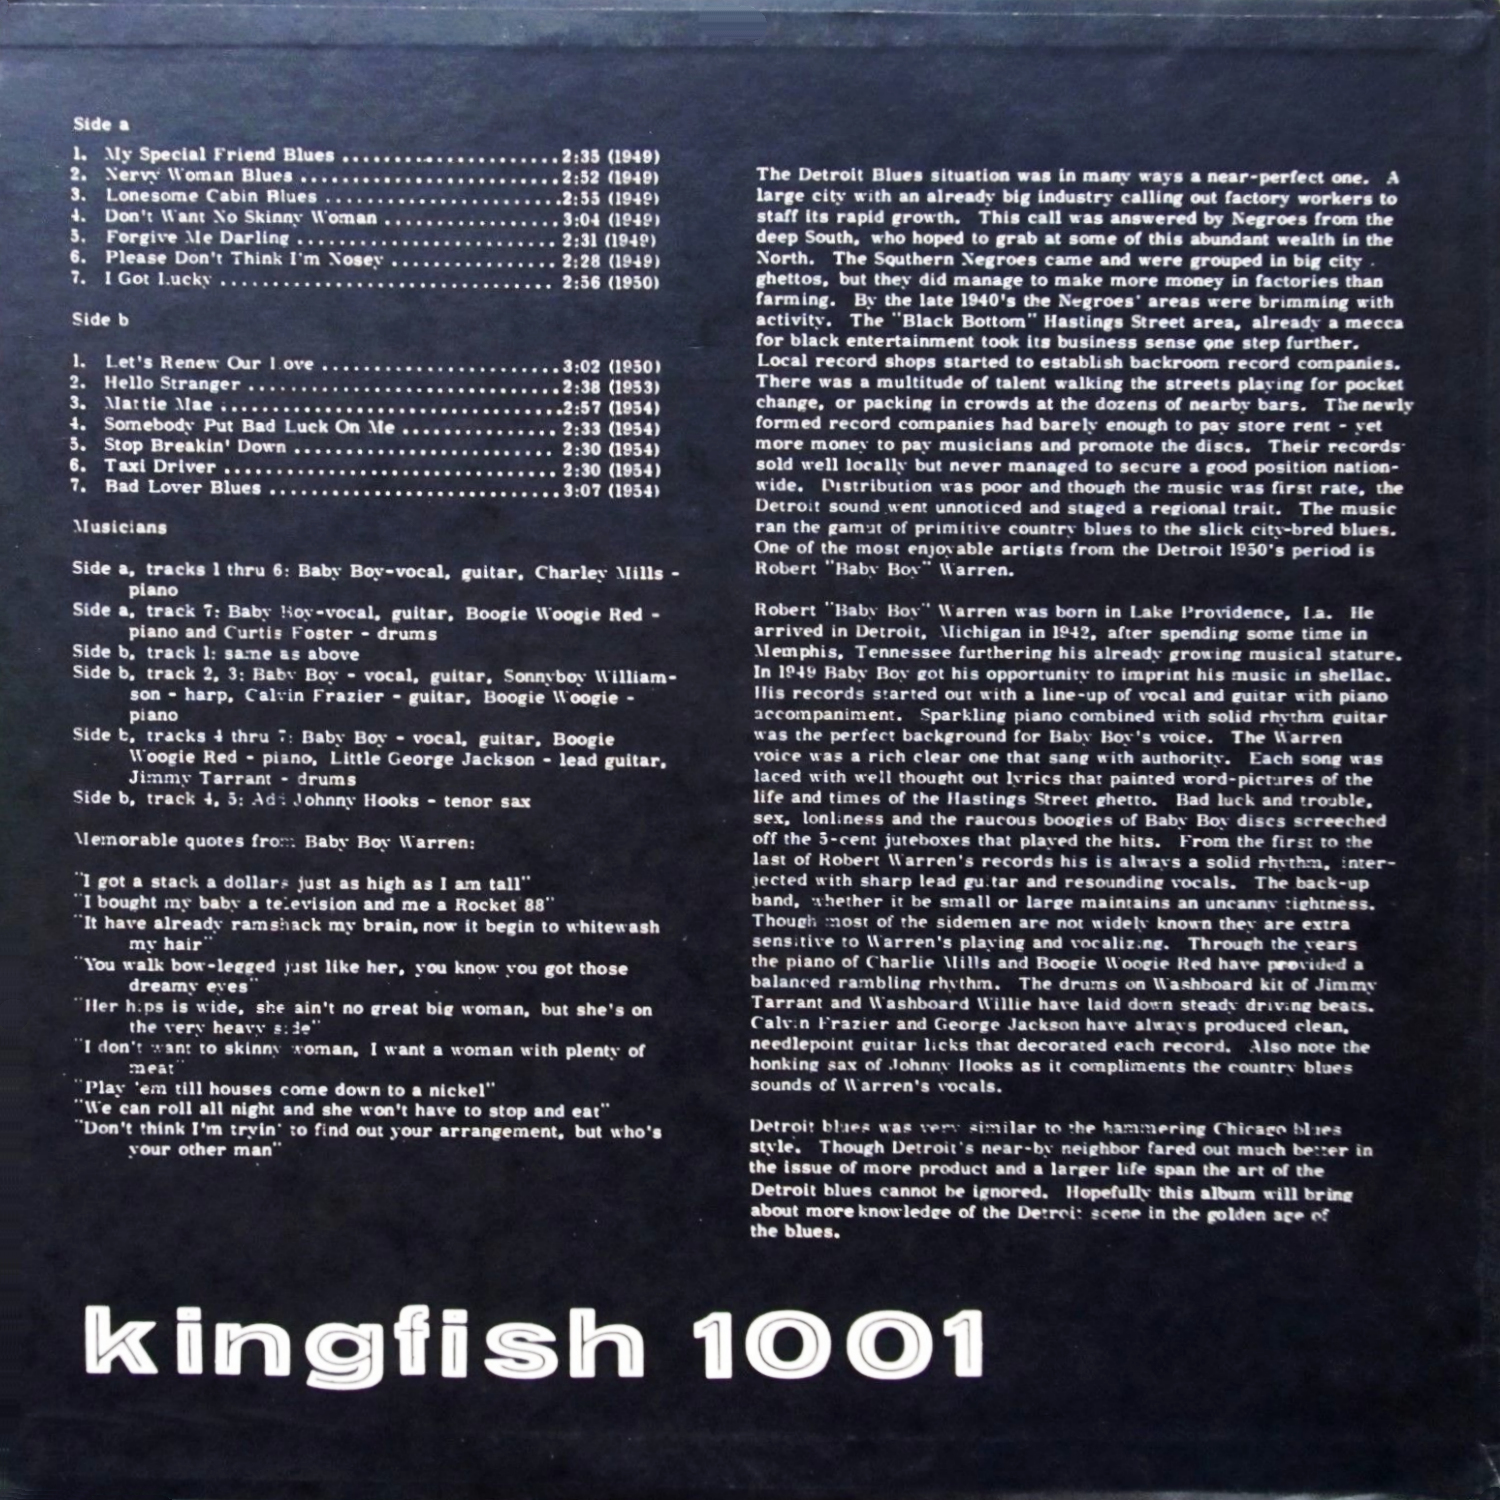 Side a
1. My Special Friend Blues ........................2:35 (1949)
2. Nervy Woman Blues ............................2:52 (1949)
3. Lonesome Cabin Blues ..........................2:55 (1949)
4. Don't Want No Skinny Woman ....................3:04 (1949)
5. Forgive Me Darling .............................2:31 (1949)
6. Please Don't Think I'm Nosey ...................2:28 (1949)
7. I Got Lucky .................................... 2:56 (1950)
Side b
1. Let's Renew Our Love ...........................3:02 (1950)
2. Hello Stranger ..................................2:38 (1953)
3. Mattie Mae .....................................2:57 (1954)
4. Somebody Put Bad Luck On Me ..................2:33 (1954)
5. Stop Breakin' Down ............................. 2:30 (1954)
6. Taxi Driver .....................................2:30 (1954)
7. Bad Lover Blues ................................3:07 (1954)
Musicians
Side a, tracks 1 thru 6: Baby Boy-vocal, guitar, Charley Mills -
piano
Side a, track 7: Baby Boy-vocal, guitar, Boogie Woogie Red -
piano and Curtis Foster - drums
Side b, track 1: same as above
Side b, track 2, 3: Baby Boy - vocal, guitar, Sonnyboy William-
son - harp, Calvin Frazier - guitar, Boogie Woogie -
piano
Side b, tracks 4 thru 7: Baby Boy - vocal, guitar, Boogie
Woogie Red - piano, Little George Jackson - lead guitar,
Jimmy Tarrant - drums
Side b, track 4, 5: Add Johnny Hooks - tenor sax
Memorable quotes from Baby Boy Warren:
"I got a stack a dollars just as high as I am tall"
"I bought my baby a television and me a Rocket 88"
"It have already ramshack my brain, now it begin to whitewash
my hair"
"You walk bow-legged just like her, you know you got those
dreamy eyes"
"Her hips is wide, she ain't no great big woman, but she's on
the very heavy side"
"I don't want to skinny woman, I want a woman with plenty of
meat"
"Play 'em till houses come down to a nickel"
"We can roll all night and she won't have to stop and eat"
"Don't think I'm tryin' to find out your arrangement, but who's
your other man"
The Detroit Blues situation was in many ways a near-perfect one. A
large city with an already big industry calling out factory workers to
staff its rapid growth. This call was answered by Negroes from the
deep South, who hoped to grab at some of this abundant wealth in the
North. The Southern Negroes came and were grouped in big city
ghettos, but they did manage to make more money in factories than
farming. By the late 1940's the Negroes' areas were brimming with
activity. The "Black Bottom" Hastings Street area, already a mecca
for black entertainment took its business sense one step further.
Local record shops started to establish backroom record companies.
There was a multitude of talent walking the streets playing for pocket
change, or packing in crowds at the dozens of nearby bars. The newly
formed record companies had barely enough to pay store rent - yet
more money to pay musicians and promote the discs. Their records
sold well locally but never managed to secure a good position nation-
wide. Distribution was poor and though the music was first rate, the
Detroit sound went unnoticed and staged a regional trait. The music
ran the gamut of primitive country blues to the slick city-bred blues.
One of the most enjoyable artists from the Detroit 1950's period is
Robert "Baby Boy" Warren.
Robert "Baby Boy" Warren was born in Lake Providence, La. He
arrived in Detroit, Michigan in 1942, after spending some time in
Memphis, Tennessee furthering his already growing musical stature.
In 1949 Baby Boy got his opportunity to imprint his music in shellac.
His records started out with a line-up of vocal and guitar with piano
accompaniment. Sparkling piano combined with solid rhythm guitar
was the perfect background for Baby Boy's voice. The Warren
voice was a rich clear one that sang with authority. Each song was
laced with well thought out lyrics that painted word-pictures of the
life and times of the Hastings Street ghetto. Bad luck and trouble,
sex, lonliness and the raucous boogies of Baby Boy discs screeched
off the 5-cent juteboxes that played the hits. From the first to the
last of Robert Warren's records his is always a solid rhythm, inter-
jected with sharp lead guitar and resounding vocals. The back-up
band, whether it be small or large maintains an uncanny tightness.
Though most of the sidemen are not widely known they are extra
sensitive to Warren's playing and vocalizing. Through the years
the piano of Charlie Mills and Boogie Woogie Red have provided a
balanced rambling rhythm. The drums on Washboard kit of Jimmy
Tarrant and Washboard Willie have laid down steady driving beats.
Calvin Frazier and George Jackson have always produced clean,
needlepoint guitar licks that decorated each record. Also note the
honking sax of Johnny Hooks as it compliments the country blues
sounds of Warren's vocals.
Detroit blues was very similar to the hammering Chicago blues
style. Though Detroit's near-by neighbor fared out much better in
the issue of more product and a larger life span the art of the
Detroit blues cannot be ignored. Hopefully this album will bring
about more knowledge of the Detroit scene in the golden age of
the blues.
kingfish 1001